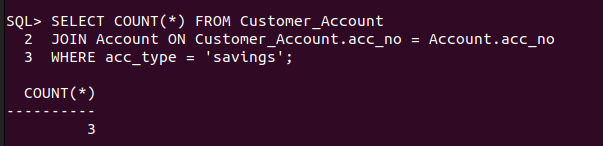 SQL> SELECT COUNT(*) FROM Customer_Account
  2  JOIN Account ON Customer_Account.acc_no = Account.acc_no
  3  WHERE acc_type = 'savings';
  COUNT(*)
----------
         3